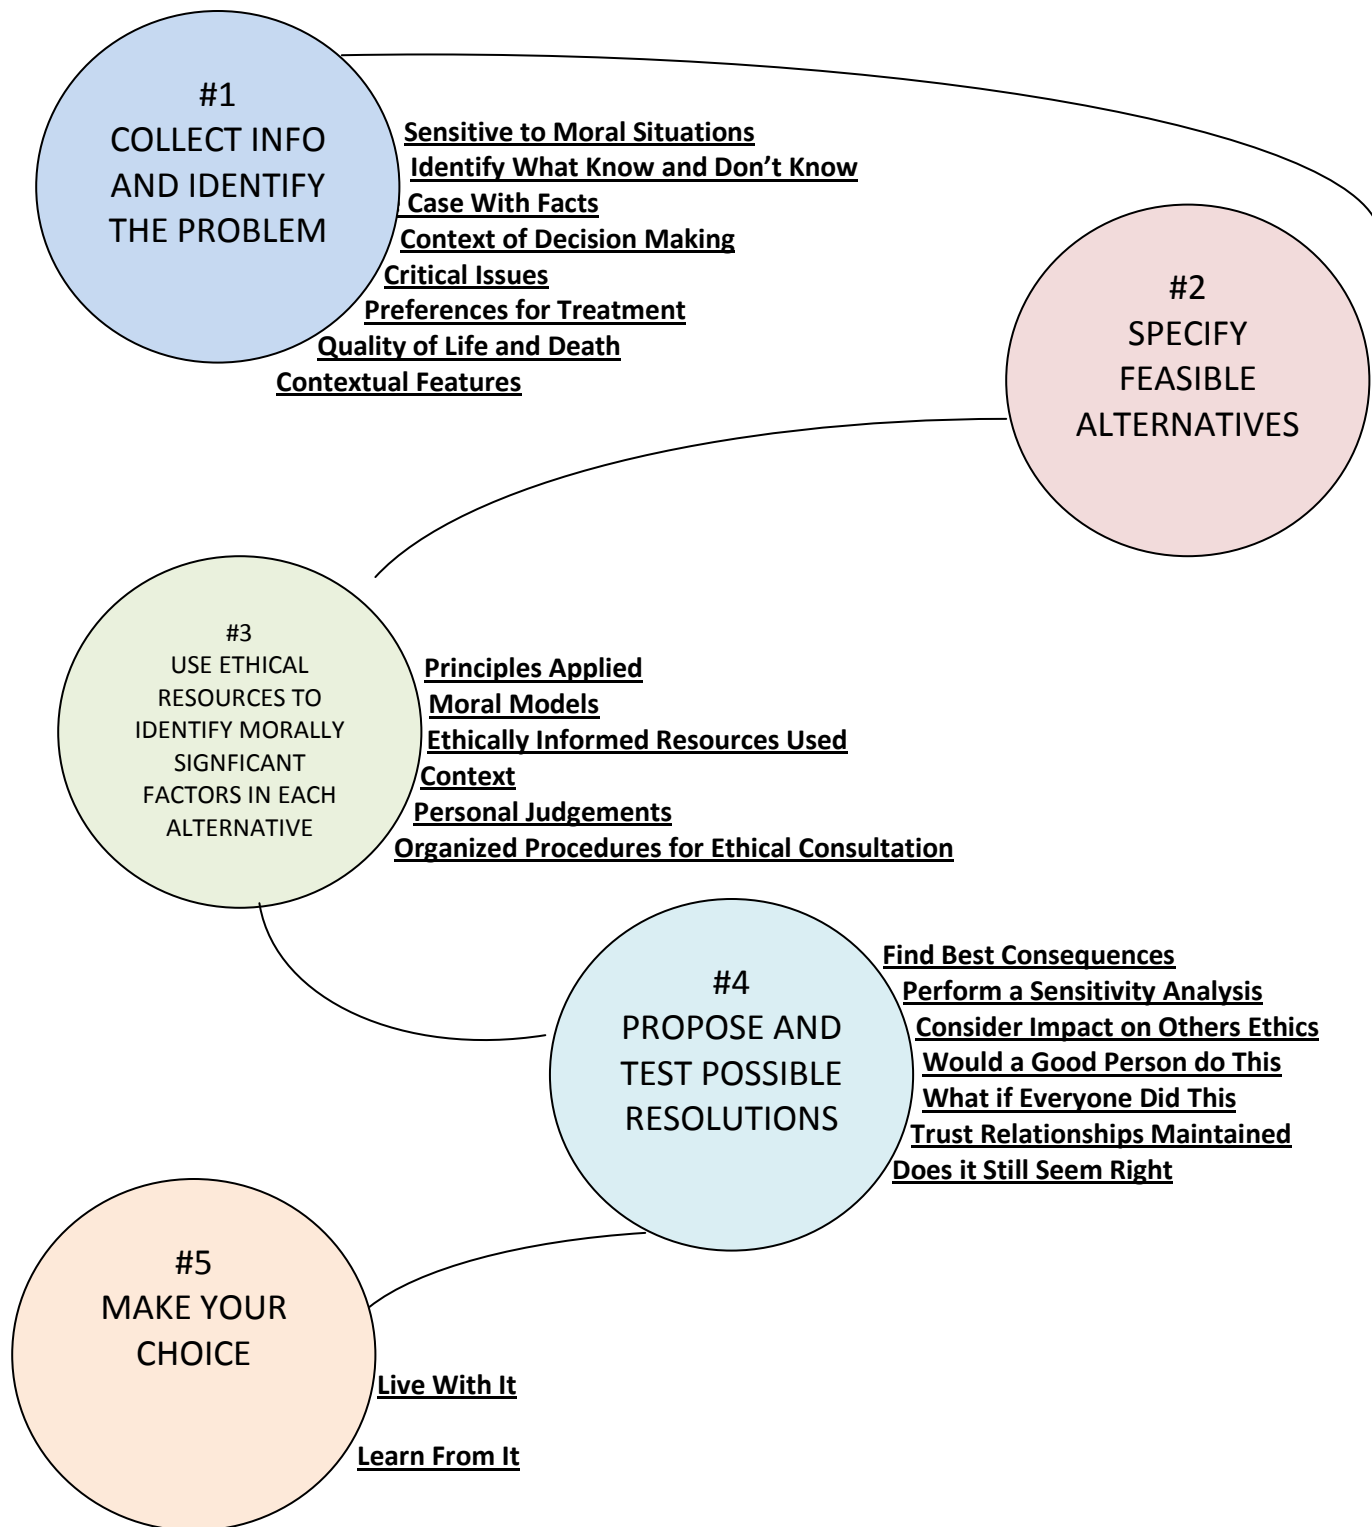 #1
COLLECT INFO
AND IDENTIFY
THE PROBLEM
Sensitive to Moral Situations
Identify What Know and Don’t Know
Case With Facts
Context of Decision Making
Critical Issues
Preferences for Treatment
Quality of Life and Death
Contextual Features
#2
SPECIFY
FEASIBLE
ALTERNATIVES
#3
USE ETHICAL
RESOURCES TO
IDENTIFY MORALLY
SIGNFICANT
FACTORS IN EACH
ALTERNATIVE
Principles Applied
Moral Models
Ethically Informed Resources Used
Context
Personal Judgements
Organized Procedures for Ethical Consultation
#4
PROPOSE AND
TEST POSSIBLE
RESOLUTIONS
Find Best Consequences
Perform a Sensitivity Analysis
Consider Impact on Others Ethics
Would a Good Person do This
What if Everyone Did This
Trust Relationships Maintained
Does it Still Seem Right
#5
MAKE YOUR
CHOICE
Live With It
Learn From It